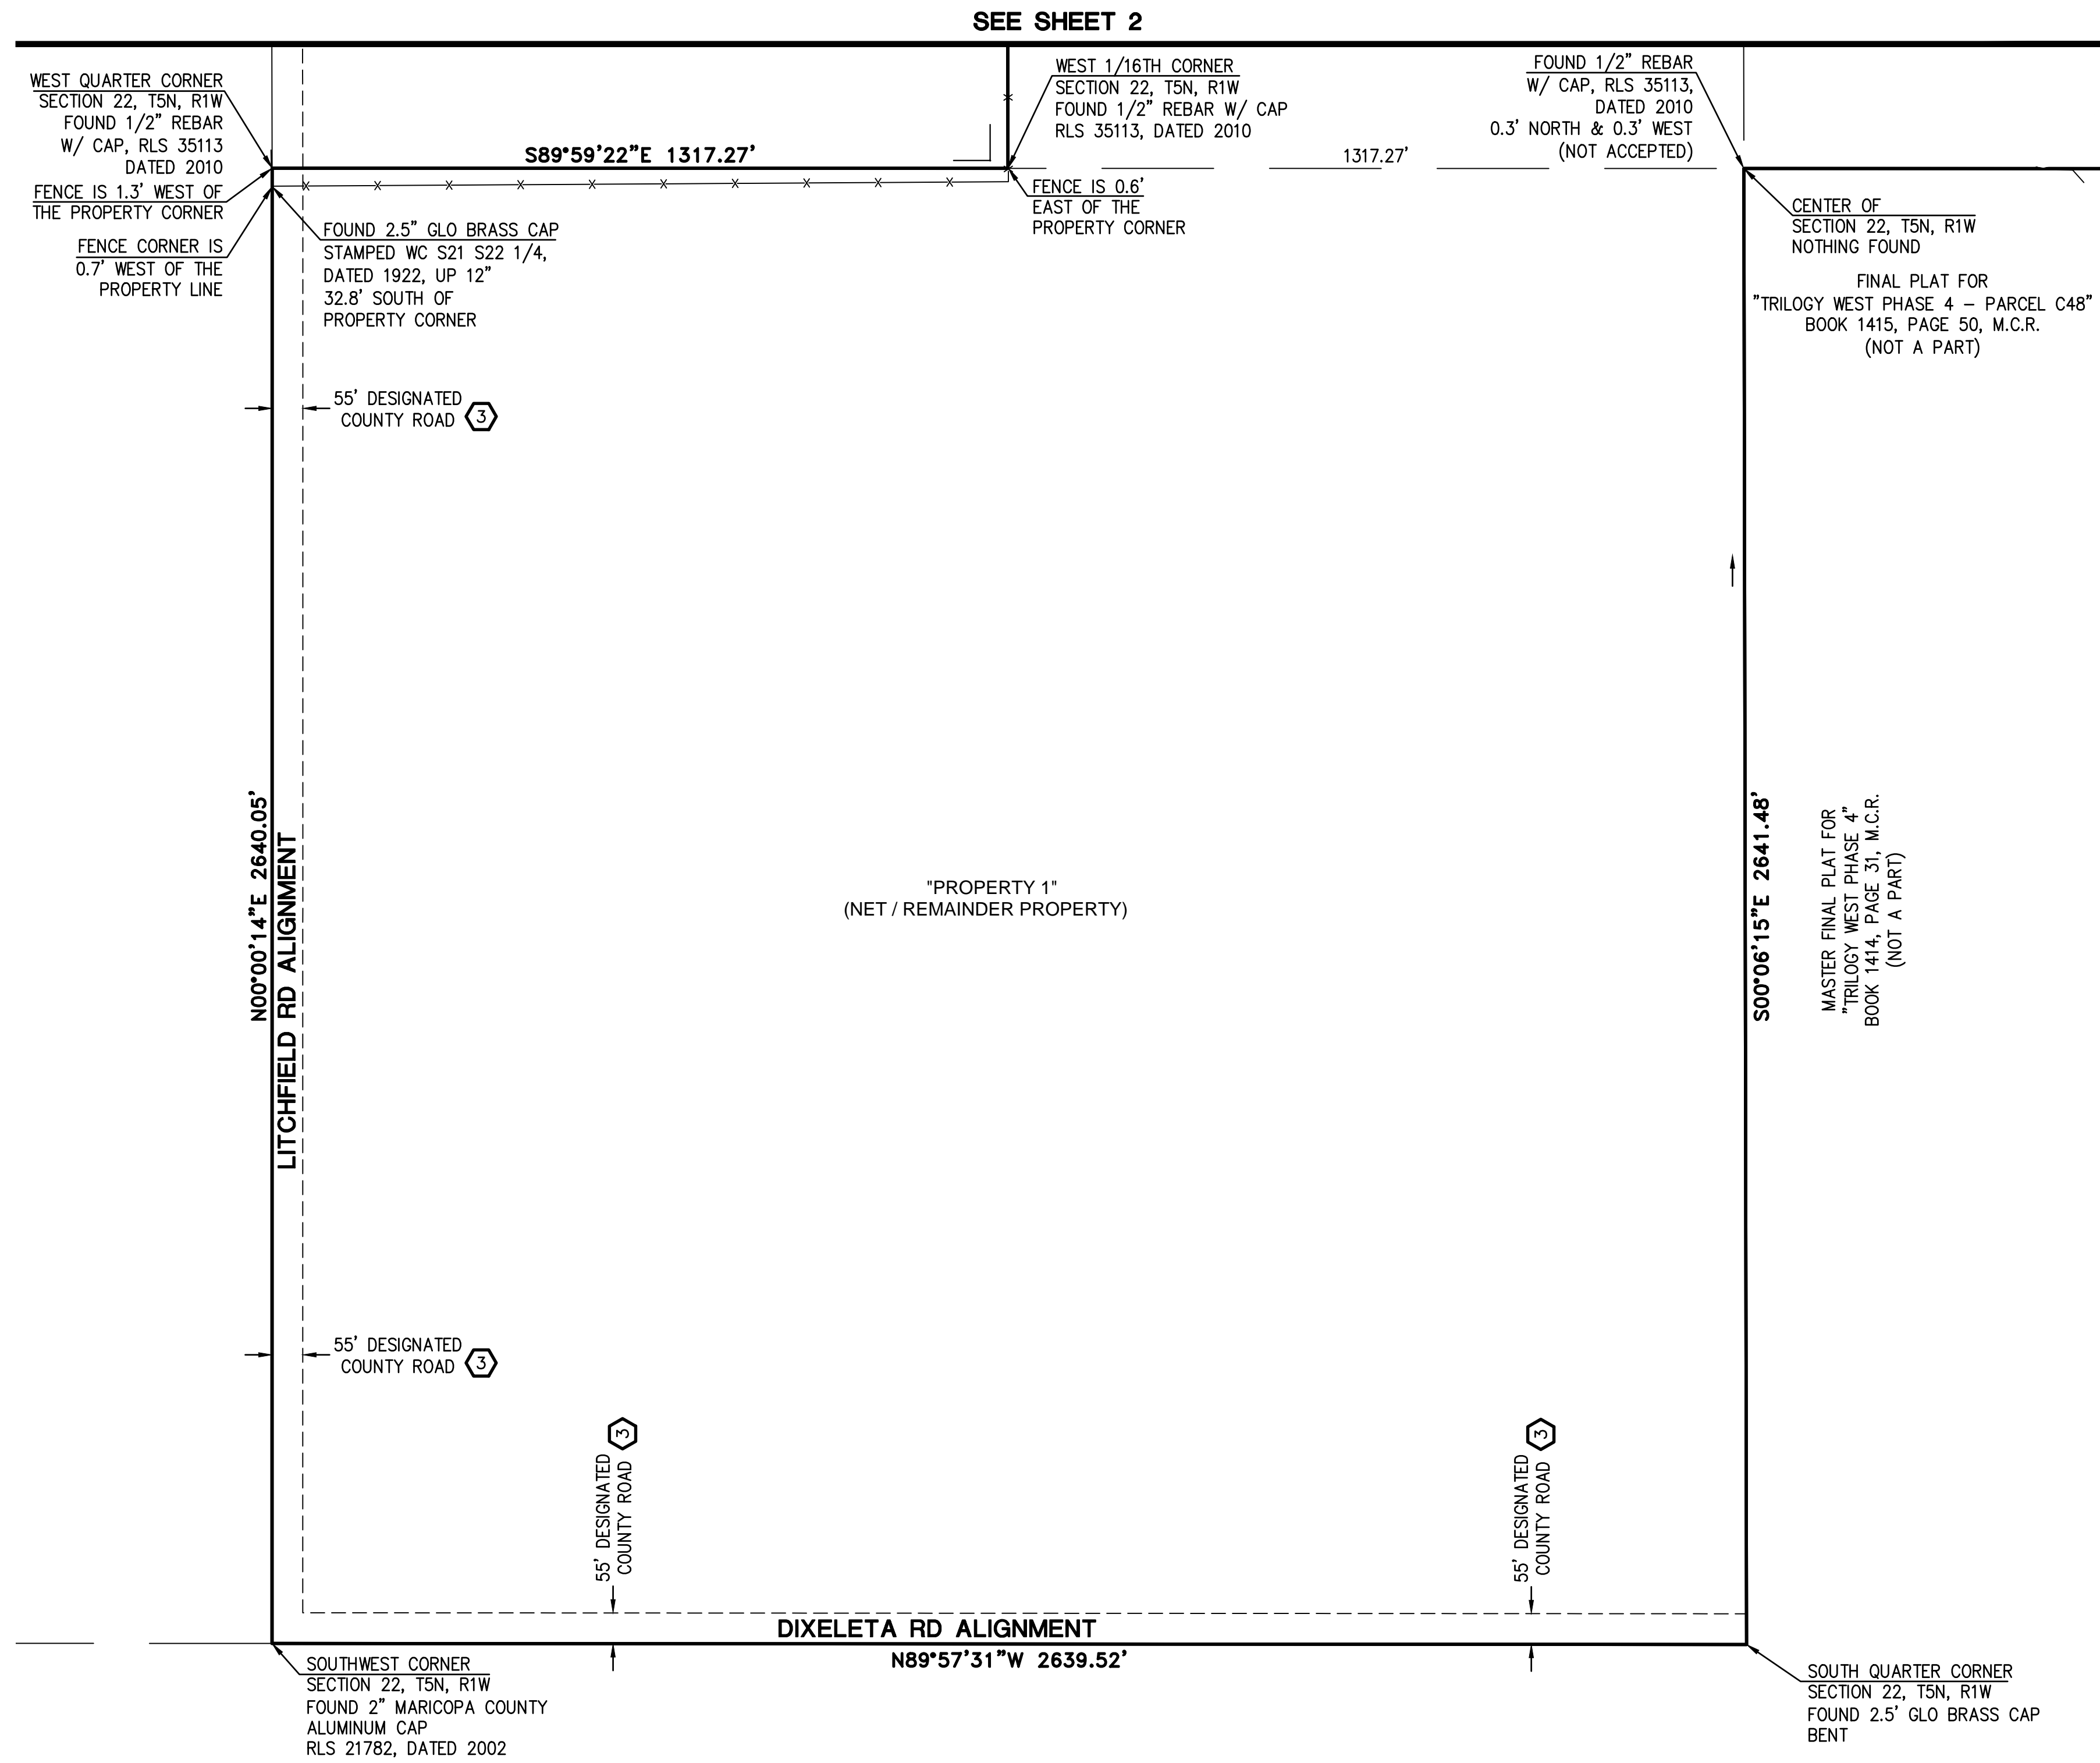 SEE SHEET 2
WEST QUARTER CORNER
SECTION 22, T5N, R1W
FOUND 1/2" REBAR
W/ CAP, RLS 35113
DATED 2010
FENCE IS 1.3' WEST OF
THE PROPERTY CORNER
FENCE CORNER IS
0.7' WEST OF THE
PROPERTY LINE
S89°59'22"E 1317.27'
WEST 1/16TH CORNER
SECTION 22, T5N, R1W
FOUND 1/2" REBAR W/ CAP
RLS 35113, DATED 2010
1317.27'
FOUND 1/2" REBAR
W/ CAP, RLS 35113,
DATED 2010
0.3' NORTH & 0.3' WEST
(NOT ACCEPTED)
FENCE IS 0.6'
EAST OF THE
PROPERTY CORNER
FOUND 2.5" GLO BRASS CAP
STAMPED WC S21 S22 1/4,
DATED 1922, UP 12"
32.8' SOUTH OF
PROPERTY CORNER
CENTER OF
SECTION 22, T5N, R1W
NOTHING FOUND
FINAL PLAT FOR
"TRILOGY WEST PHASE 4 – PARCEL C48"
BOOK 1415, PAGE 50, M.C.R.
(NOT A PART)
55' DESIGNATED
COUNTY ROAD 3
N00°00'14"E 2640.05'
LITCHFIELD RD ALIGNMENT
"PROPERTY 1"
(NET / REMAINDER PROPERTY)
S00°06'15"E 2641.48'
MASTER FINAL PLAT FOR
"TRILOGY WEST PHASE 4"
BOOK 1414, PAGE 31, M.C.R.
(NOT A PART)
55' DESIGNATED
COUNTY ROAD 3
55' DESIGNATED
COUNTY ROAD 3
55' DESIGNATED
COUNTY ROAD 3
DIXELETA RD ALIGNMENT
N89°57'31"W 2639.52'
SOUTHWEST CORNER
SECTION 22, T5N, R1W
FOUND 2" MARICOPA COUNTY
ALUMINUM CAP
RLS 21782, DATED 2002
SOUTH QUARTER CORNER
SECTION 22, T5N, R1W
FOUND 2.5' GLO BRASS CAP
BENT